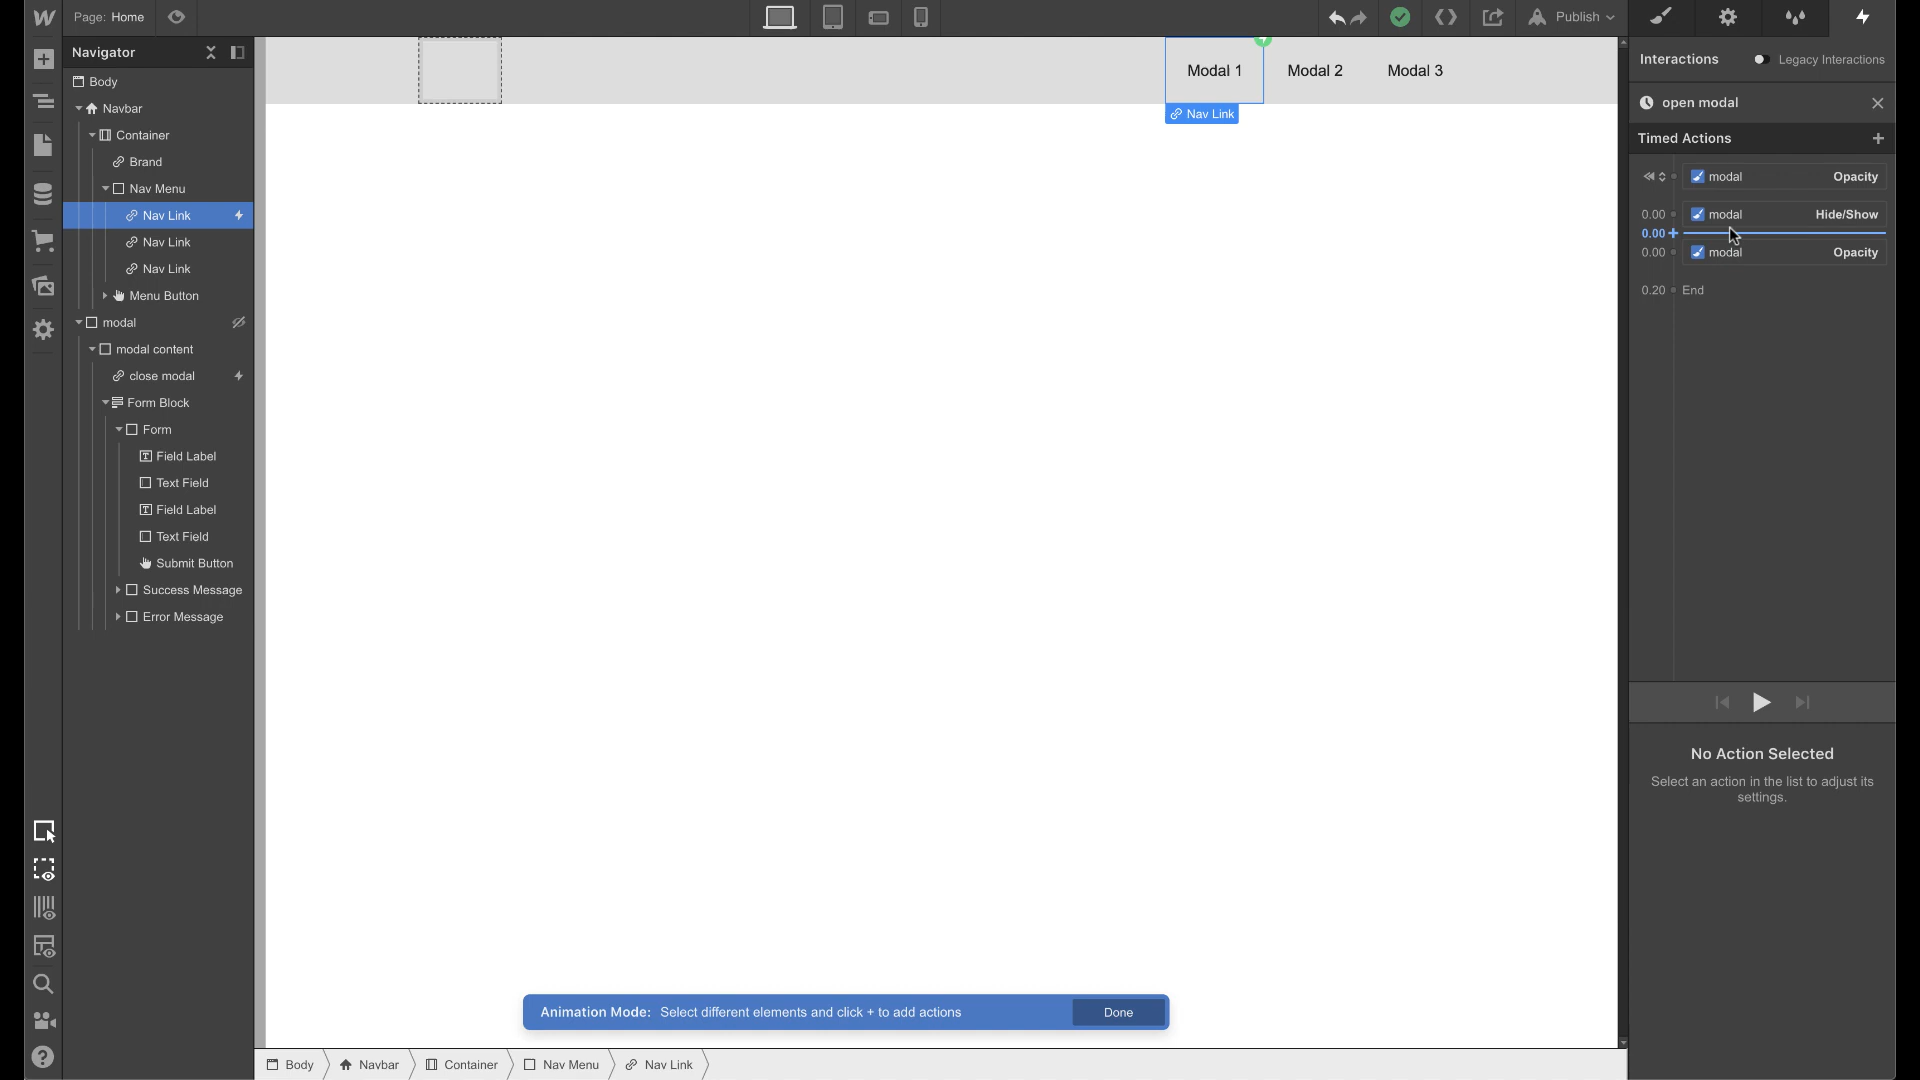 Page: Home
Publish
Navigator
Body
Navbar
Container
Brand
Nav Menu
Nav Link
Nav Link
Nav Link
Menu Button
modal
modal content
close modal
Form Block
Form
Field Label
Text Field
Field Label
Text Field
Submit Button
Success Message
Error Message
Modal 1
Modal 2
Modal 3
Nav Link
Animation Mode: Select different elements and click + to add actions
Done
Body
Navbar
Container
Nav Menu
Nav Link
Interactions
Legacy Interactions
open modal
Timed Actions
modal Opacity
0.00 modal Hide/Show
0.00
0.00 modal Opacity
0.20 End
No Action Selected
Select an action in the list to adjust its
settings.